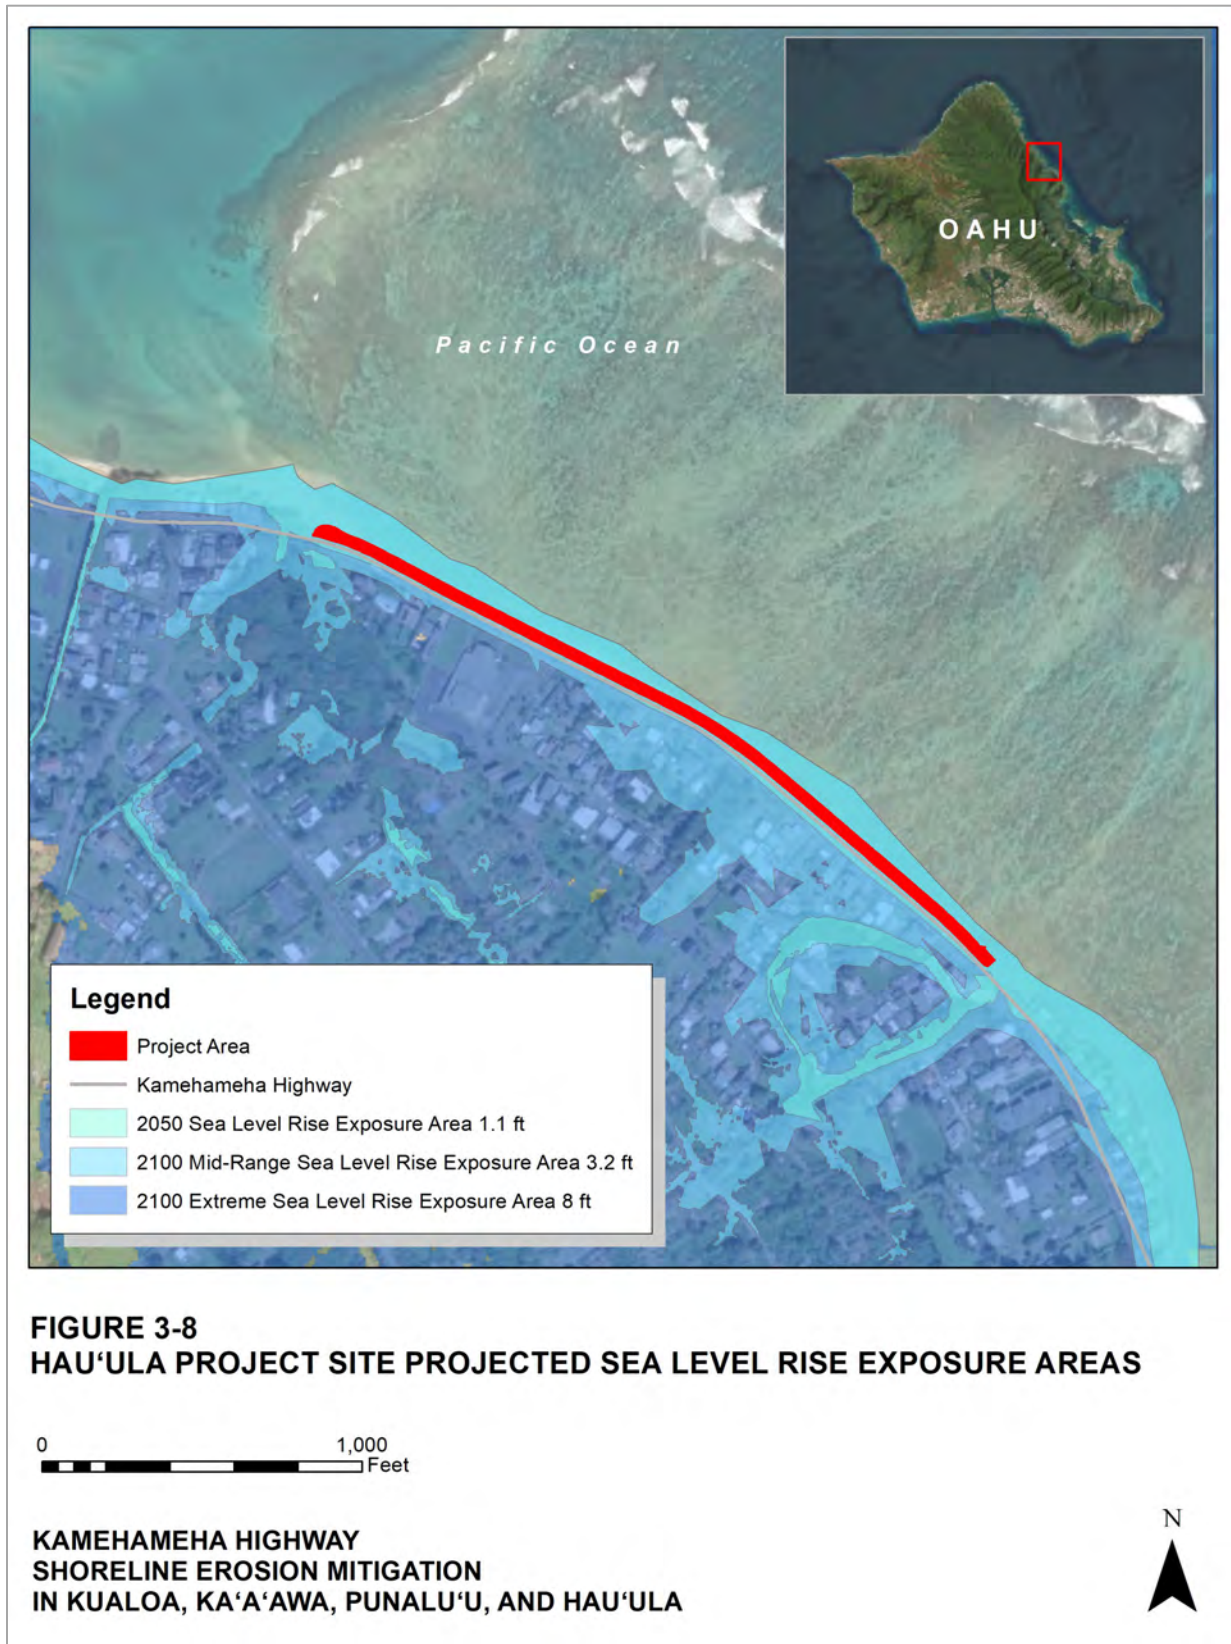 OAHU
Pacific Ocean
Legend
Project Area
Kamehameha Highway
2050 Sea Level Rise Exposure Area 1.1 ft
2100 Mid-Range Sea Level Rise Exposure Area 3.2 ft
2100 Extreme Sea Level Rise Exposure Area 8 ft
FIGURE 3-8
HAU‘ULA PROJECT SITE PROJECTED SEA LEVEL RISE EXPOSURE AREAS
0 1,000
Feet
KAMEHAMEHA HIGHWAY
SHORELINE EROSION MITIGATION
IN KUALOA, KA‘A‘AWA, PUNALU‘U, AND HAU‘ULA
N